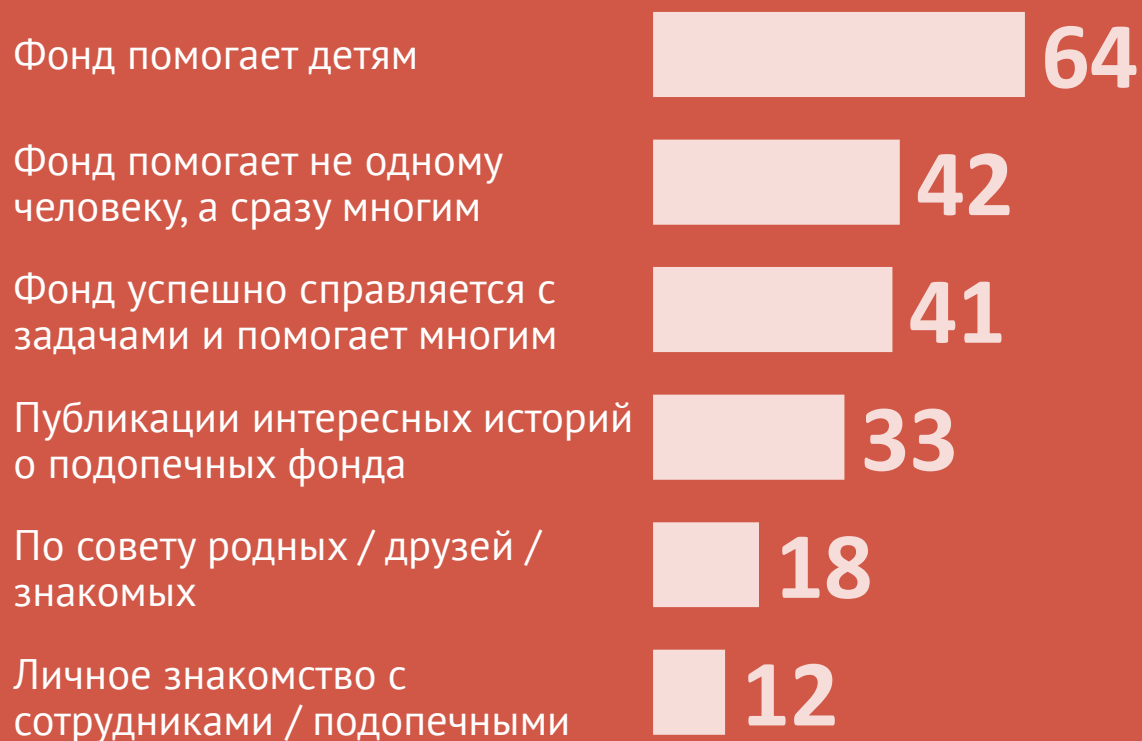 Фонд помогает детям
64
Фонд помогает не одному
человеку, а сразу многим
42
Фонд успешно справляется с
задачами и помогает многим
41
Публикации интересных историй
о подопечных фонда
33
По совету родных / друзей /
знакомых
18
Личное знакомство с
сотрудниками / подопечными
12